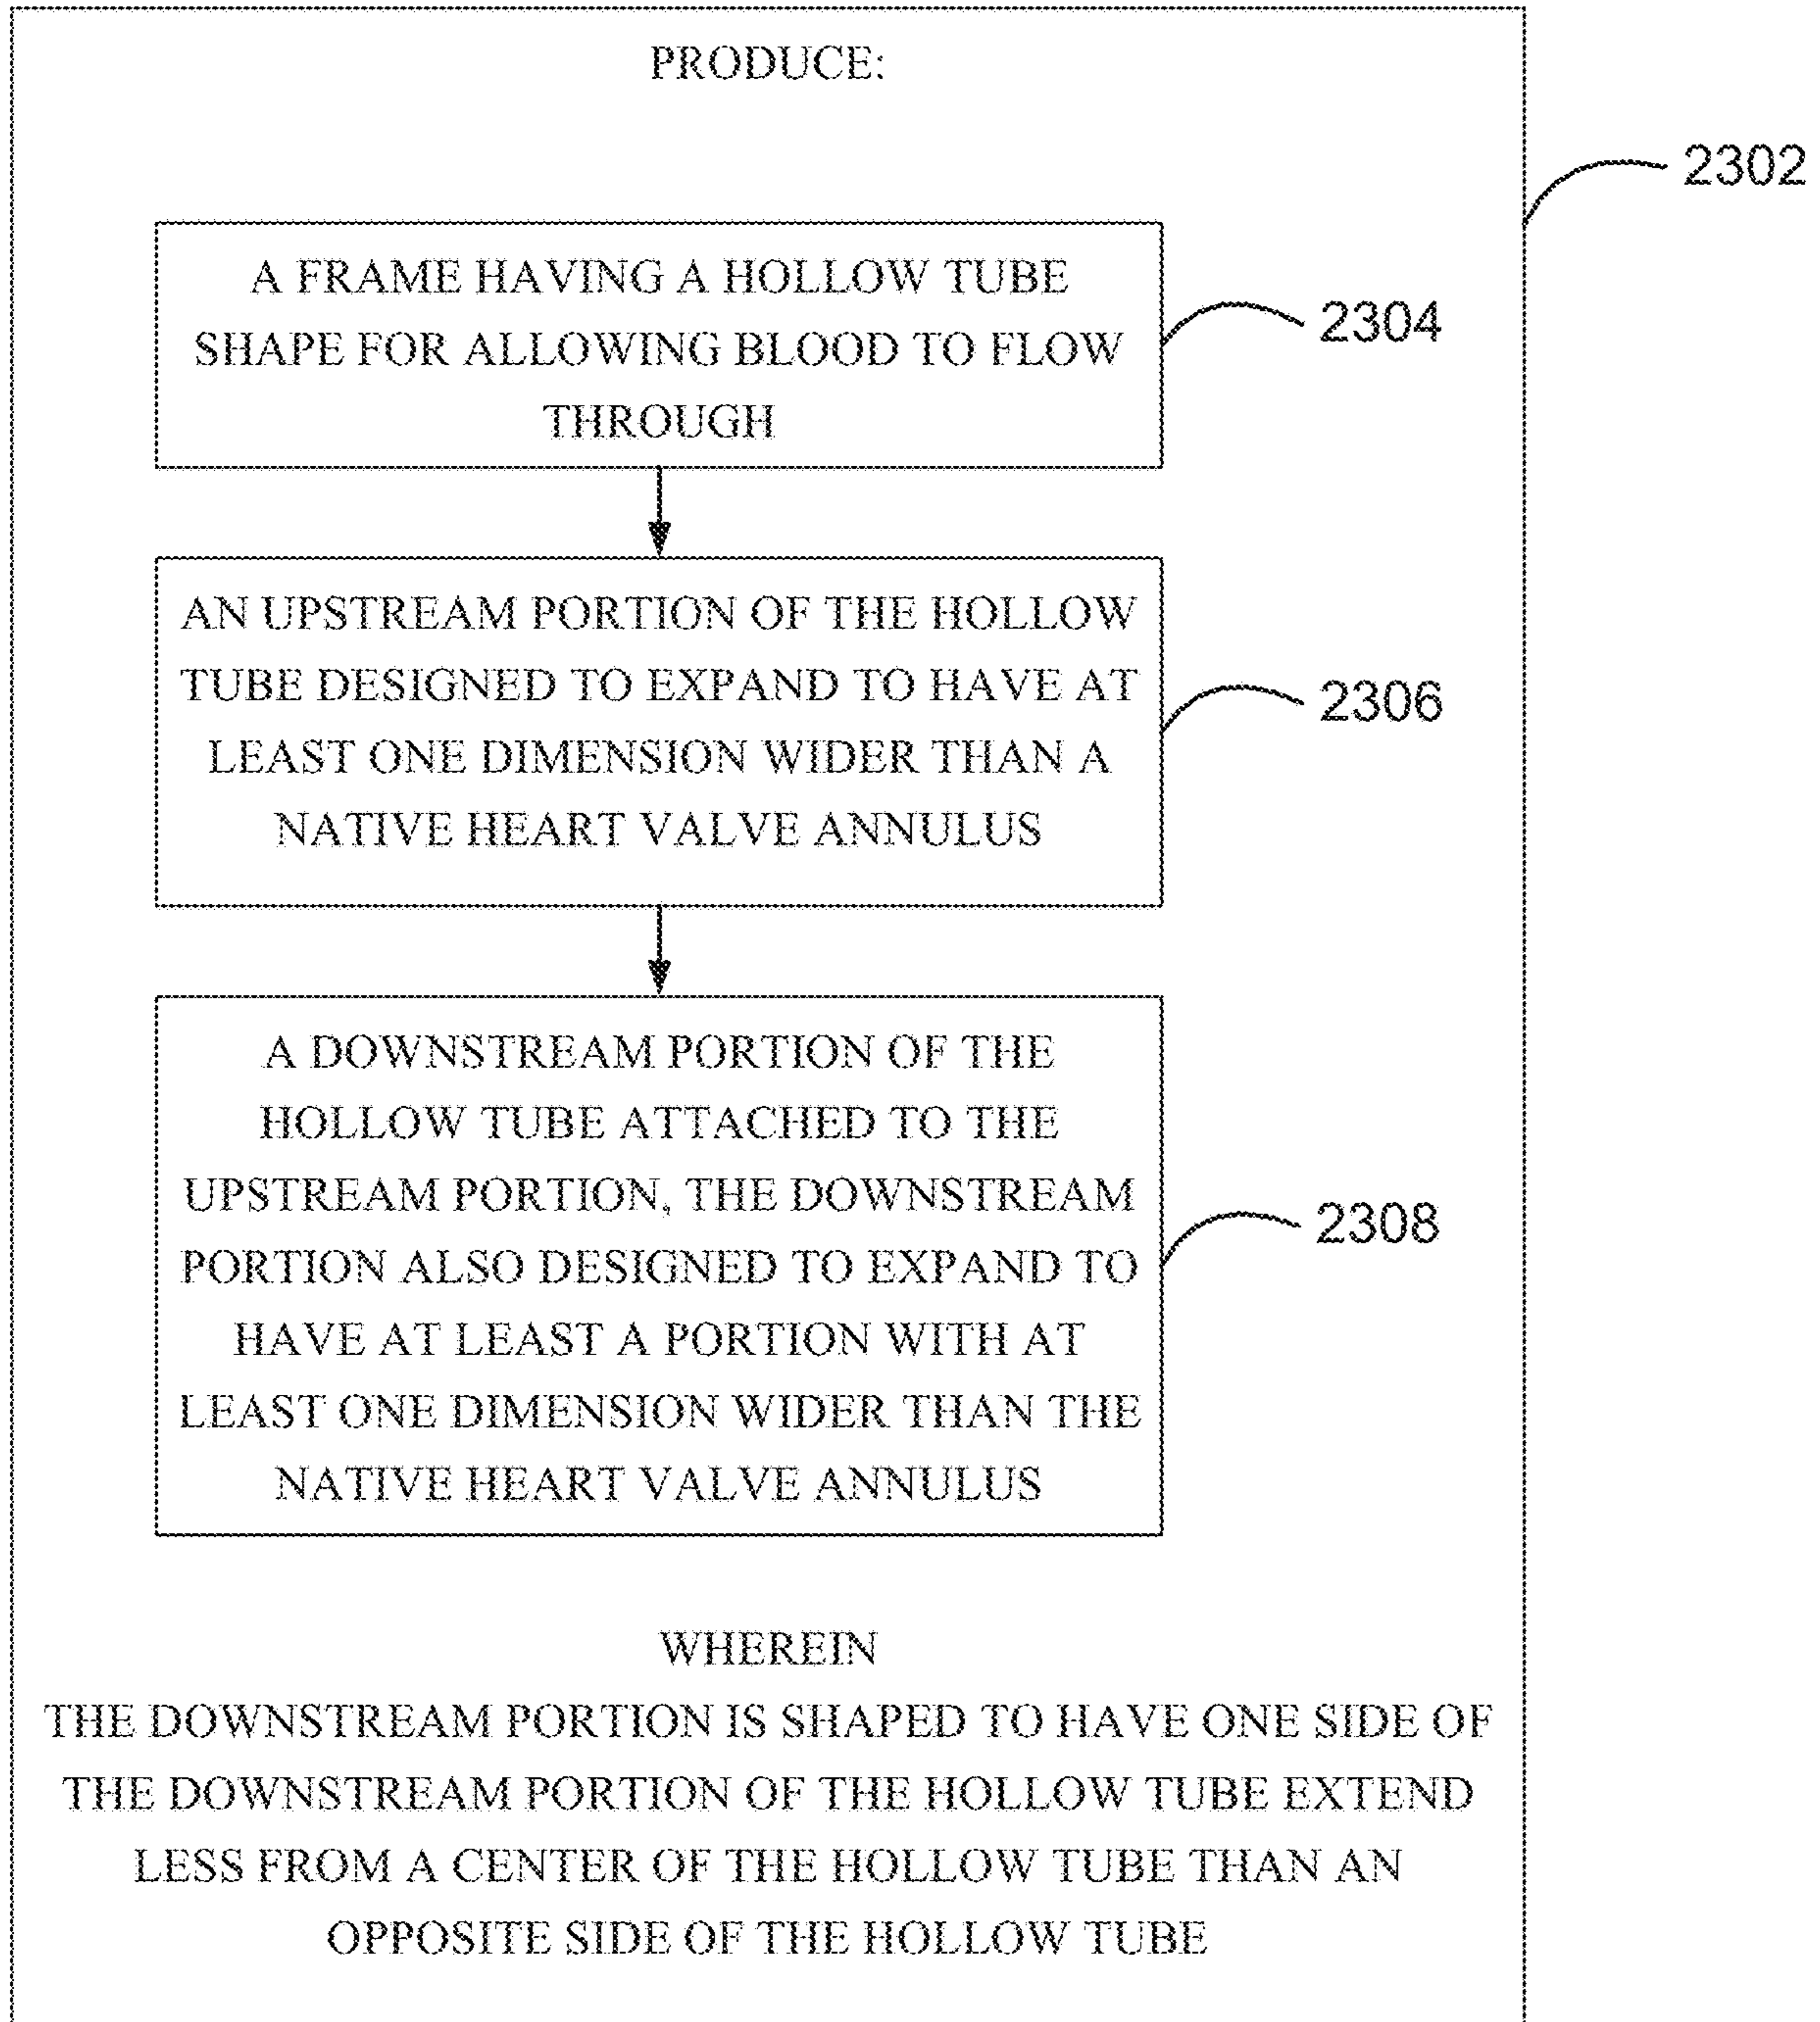 PRODUCE:
2302
A FRAME HAVING A HOLLOW TUBE
SHAPE FOR ALLOWING BLOOD TO FLOW
THROUGH
2304
AN UPSTREAM PORTION OF THE HOLLOW
TUBE DESIGNED TO EXPAND TO HAVE AT
LEAST ONE DIMENSION WIDER THAN A
NATIVE HEART VALVE ANNULUS
2306
A DOWNSTREAM PORTION OF THE
HOLLOW TUBE ATTACHED TO THE
UPSTREAM PORTION, THE DOWNSTREAM
PORTION ALSO DESIGNED TO EXPAND TO
HAVE AT LEAST A PORTION WITH AT
LEAST ONE DIMENSION WIDER THAN THE
NATIVE HEART VALVE ANNULUS
2308
WHEREIN
THE DOWNSTREAM PORTION IS SHAPED TO HAVE ONE SIDE OF
THE DOWNSTREAM PORTION OF THE HOLLOW TUBE EXTEND
LESS FROM A CENTER OF THE HOLLOW TUBE THAN AN
OPPOSITE SIDE OF THE HOLLOW TUBE